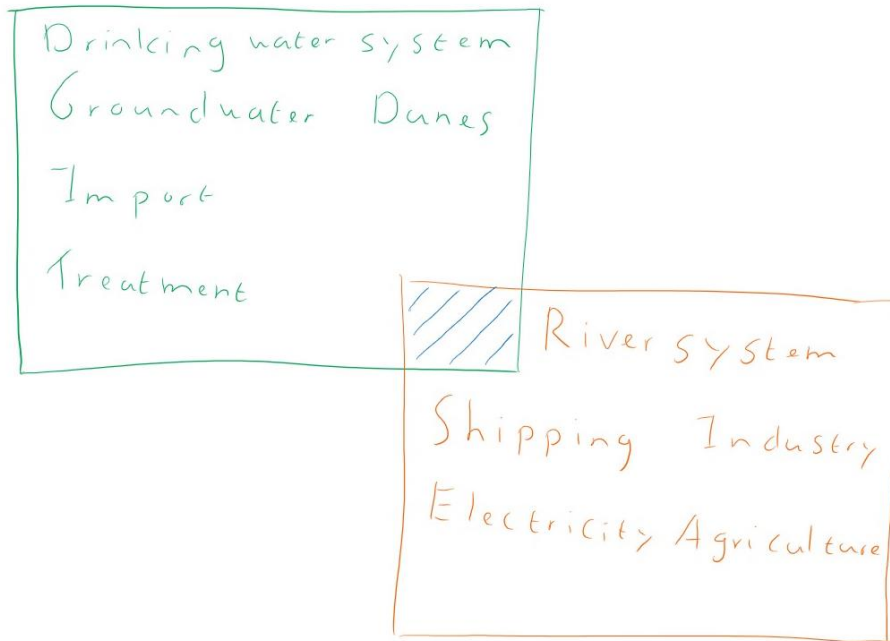 Drinking water system
Groundwater Dunes
Import
Treatment
River system
Shipping Industry
Electricity Agriculture